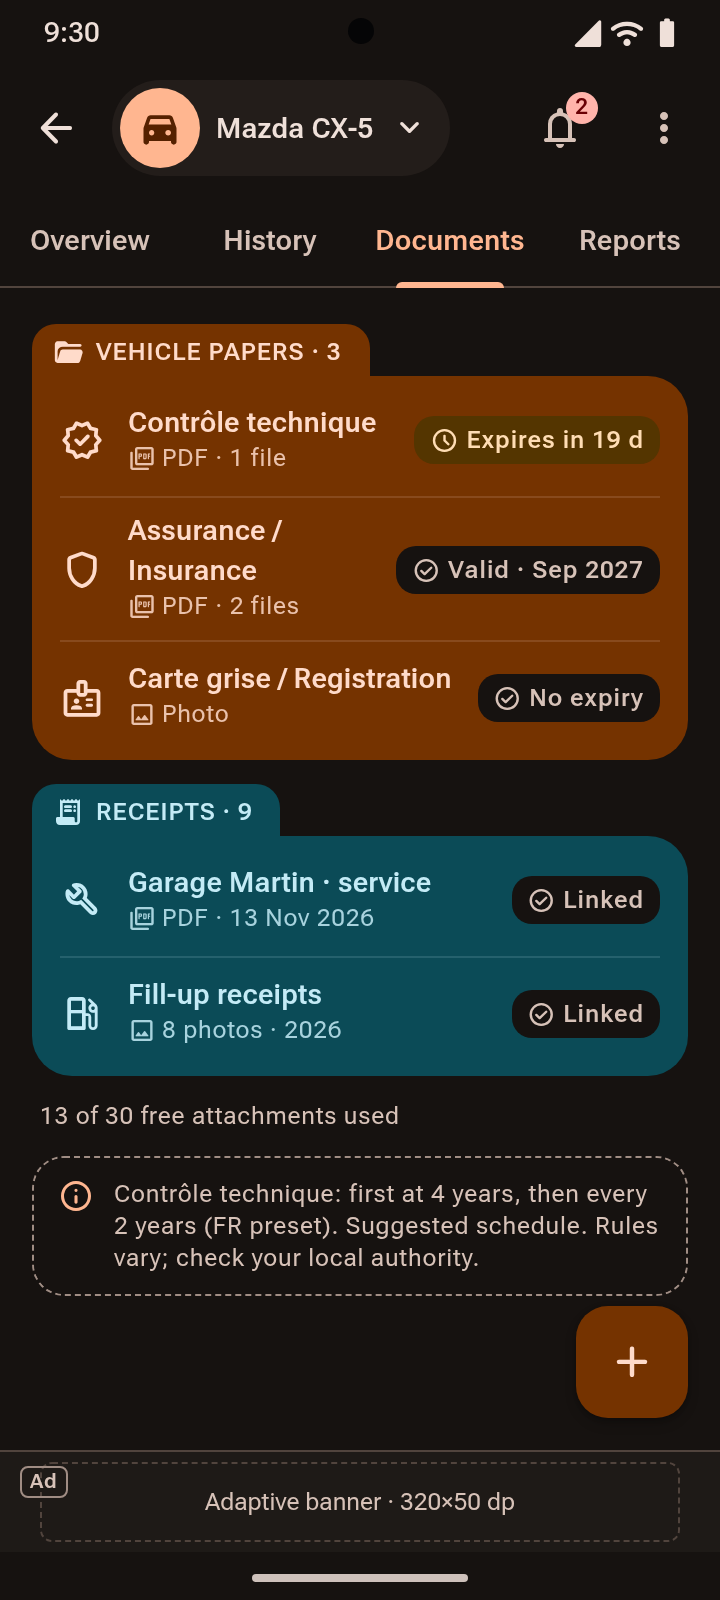 9:30
Mazda CX-5
2
Overview History Documents Reports
VEHICLE PAPERS · 3
Contrôle technique
PDF · 1 file
Expires in 19 d
Assurance /
Insurance
PDF · 2 files
Valid · Sep 2027
Carte grise / Registration
Photo
No expiry
RECEIPTS · 9
Garage Martin · service
PDF · 13 Nov 2026
Linked
Fill-up receipts
8 photos · 2026
Linked
13 of 30 free attachments used
Contrôle technique: first at 4 years, then every
2 years (FR preset). Suggested schedule. Rules
vary; check your local authority.
Ad
Adaptive banner · 320×50 dp